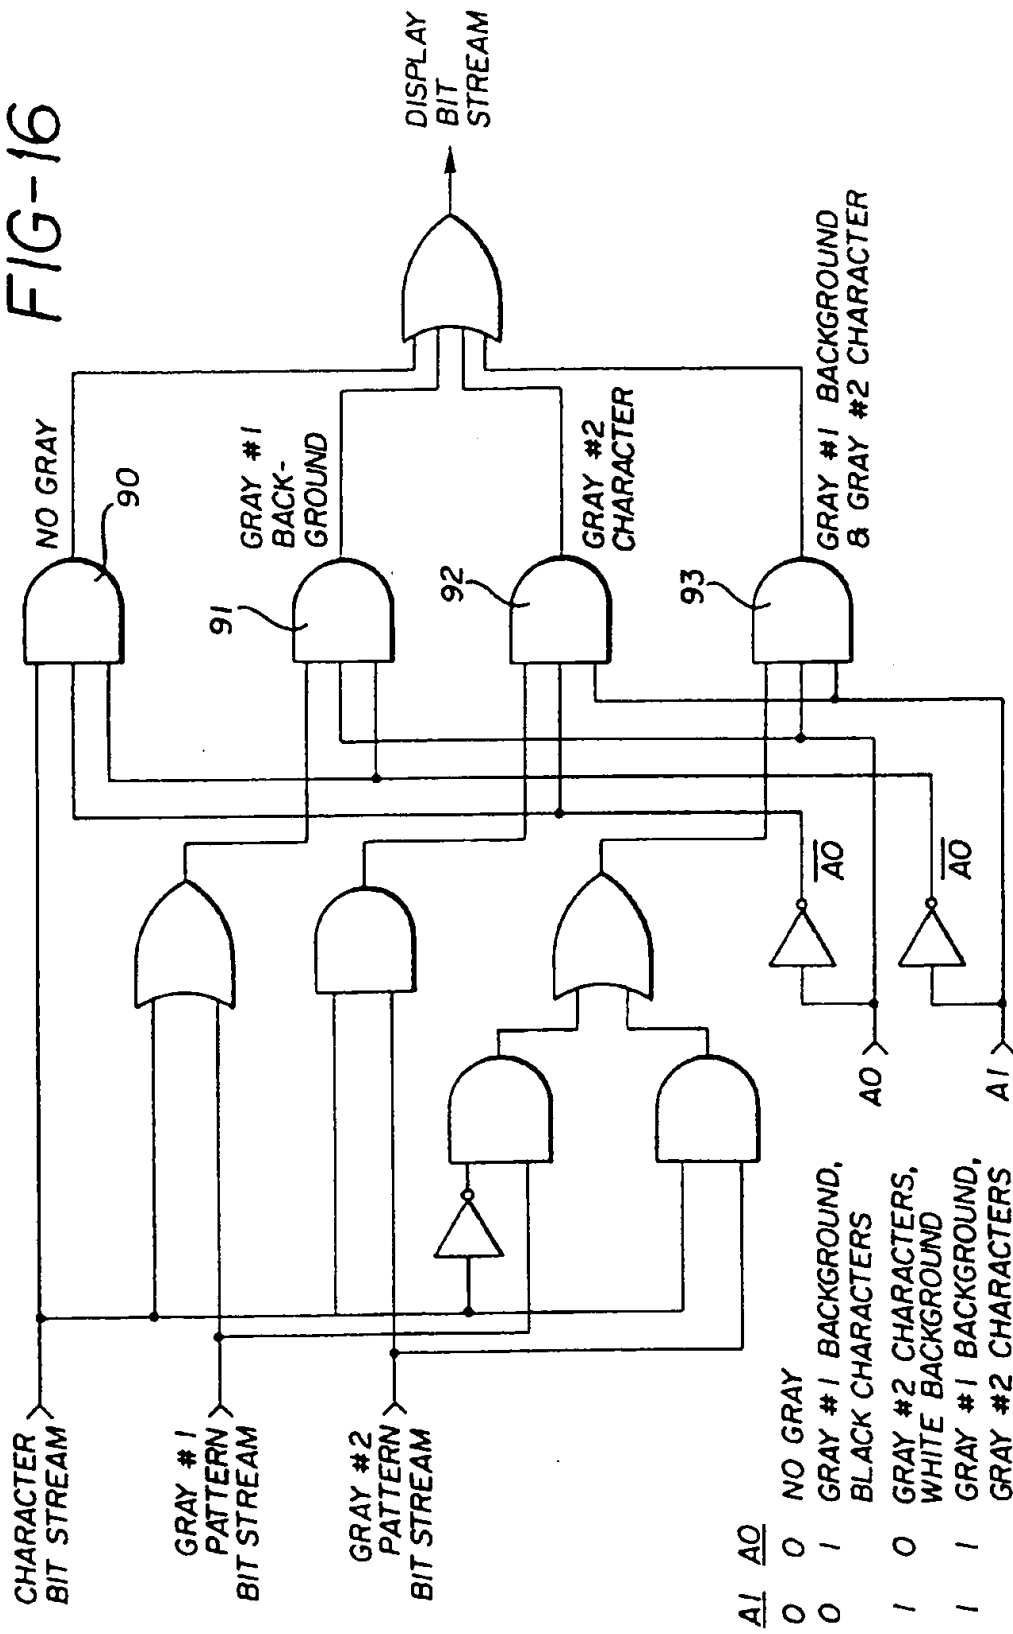 FIG-16
CHARACTER
BIT STREAM
GRAY #1
PATTERN
BIT STREAM
GRAY #2
PATTERN
BIT STREAM
NO GRAY
90
GRAY #1
BACK-
GROUND
91
92
GRAY #2
CHARACTER
93
GRAY #1 BACKGROUND
& GRAY #2 CHARACTER
DISPLAY
BIT
STREAM
A0
A̅0̅
A1
A̅0̅
A1 A0
0 0 NO GRAY
0 1 GRAY #1 BACKGROUND,
BLACK CHARACTERS
1 0 GRAY #2 CHARACTERS,
WHITE BACKGROUND
1 1 GRAY #1 BACKGROUND,
GRAY #2 CHARACTERS